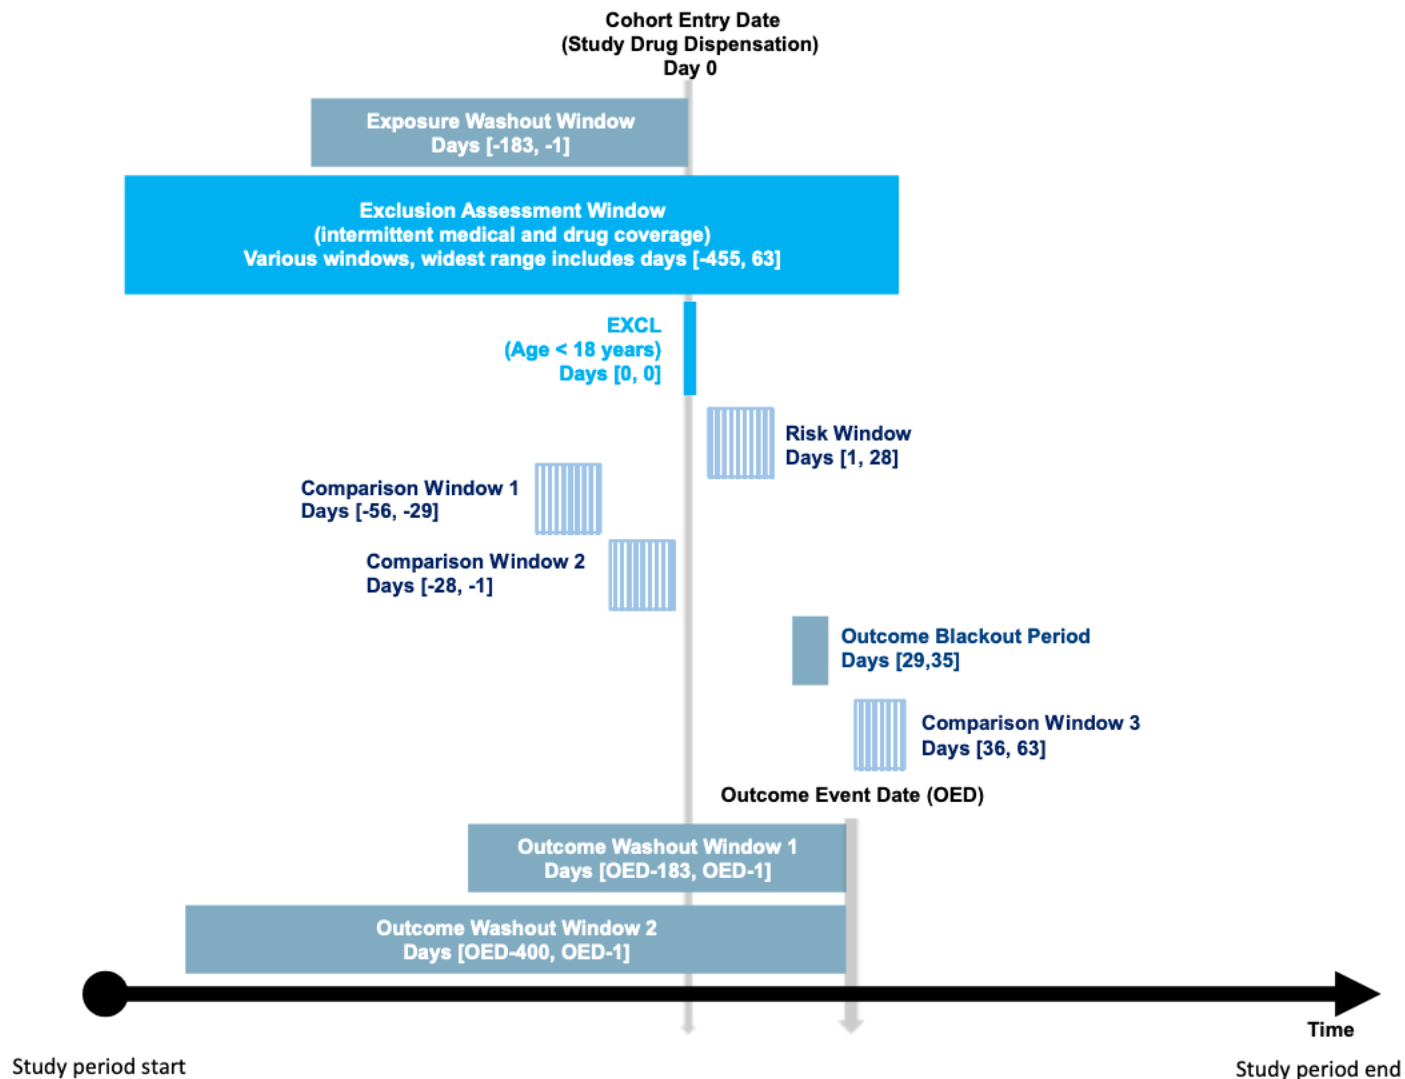 Cohort Entry Date
(Study Drug Dispensation)
Day 0
Exposure Washout Window
Days [-183, -1]
Exclusion Assessment Window
(intermittent medical and drug coverage)
Various windows, widest range includes days [-455, 63]
EXCL
(Age < 18 years)
Days [0, 0]
Risk Window
Days [1, 28]
Comparison Window 1
Days [-56, -29]
Comparison Window 2
Days [-28, -1]
Outcome Blackout Period
Days [29,35]
Comparison Window 3
Days [36, 63]
Outcome Event Date (OED)
Outcome Washout Window 1
Days [OED-183, OED-1]
Outcome Washout Window 2
Days [OED-400, OED-1]
Time
Study period start
Study period end